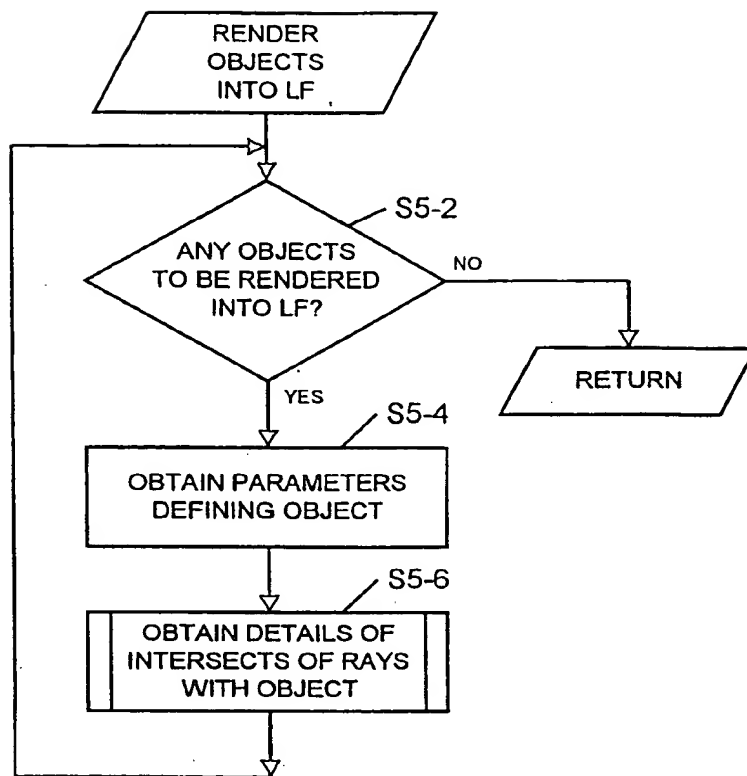 RENDER
OBJECTS
INTO LF
S5-2
ANY OBJECTS
TO BE RENDERED
INTO LF?
NO
RETURN
YES
S5-4
OBTAIN PARAMETERS
DEFINING OBJECT
S5-6
OBTAIN DETAILS OF
INTERSECTS OF RAYS
WITH OBJECT